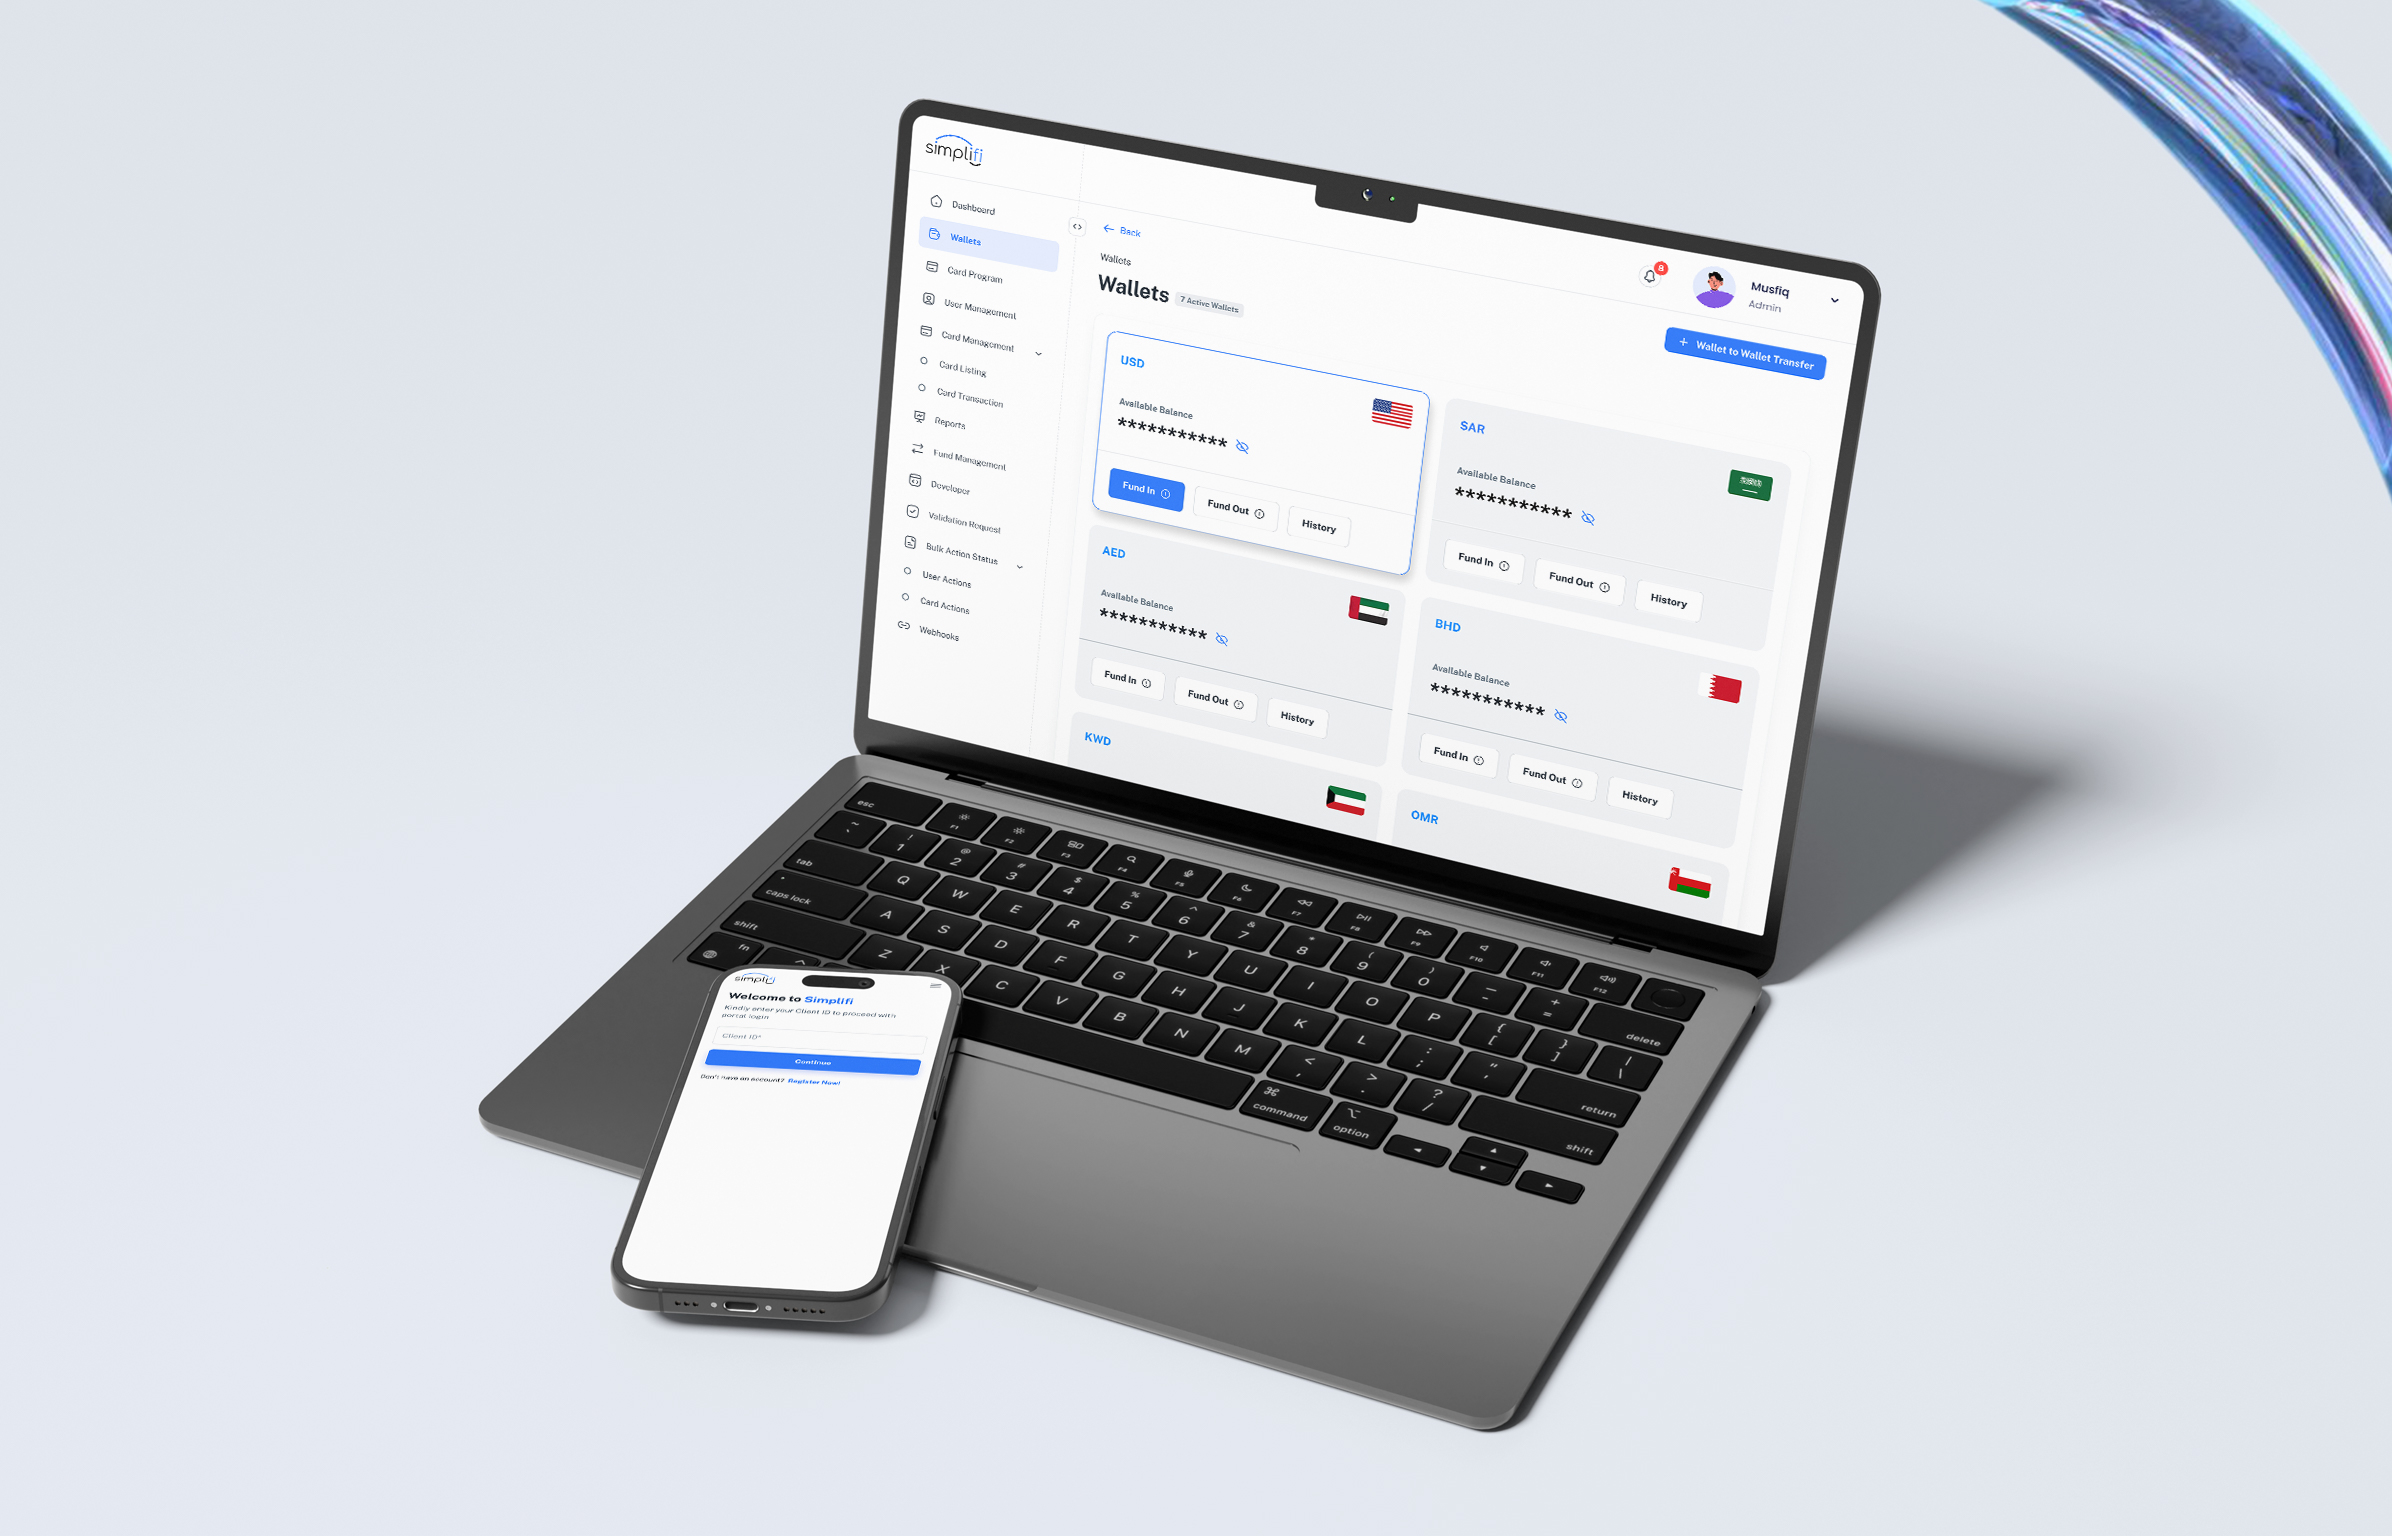 simplifi
Dashboard
Wallets
Card Program
User Management
Card Management
Card Listing
Card Transaction
Reports
Fund Management
Developer
Validation Request
Bulk Action Status
User Actions
Card Actions
Webhooks
Back
Wallets
Wallets 7 Active Wallets
8
Musfiq
Admin
+ Wallet to Wallet Transfer
USD
Available Balance
***********
Fund In
Fund Out
History
SAR
Available Balance
***********
Fund In
Fund Out
History
AED
Available Balance
***********
Fund In
Fund Out
History
BHD
Available Balance
***********
Fund In
Fund Out
History
KWD
OMR
esc F1 F2 F3 F4 F5 F6 F7 F8 F9 F10 F11 F12
~ ` ! 1 @ 2 # 3 $ 4 % 5 ^ 6 & 7 * 8 ( 9 ) 0 — - + = delete
tab Q W E R T Y U I O P { [ } ] | \
caps lock A S D F G H J K L : ; " ' return
shift Z X C V B N M < , > . ? / shift
fn ⌘ command ⌥ option
simplifi
Welcome to Simplifi
Kindly enter your Client ID to proceed with
portal login
Client ID*
Continue
Don't have an account? Register Now!